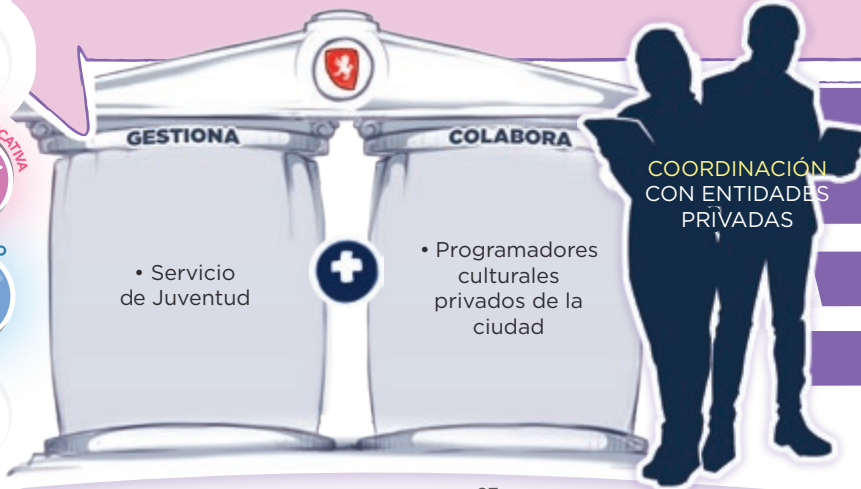 GESTIONA
COLABORA
• Servicio
de Juventud
• Programadores
culturales
privados de la
ciudad
COORDINACIÓN
CON ENTIDADES
PRIVADAS